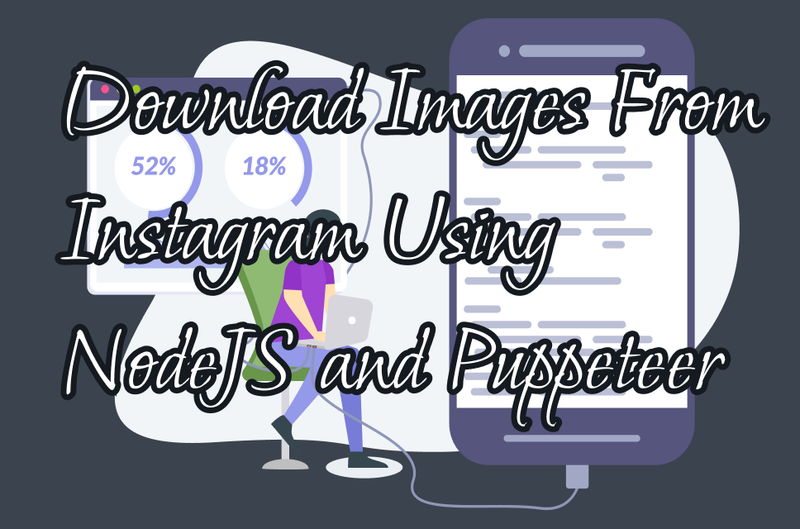 Download Images From
52% 18%
Instagram Using
NodeJS and Puppeteer